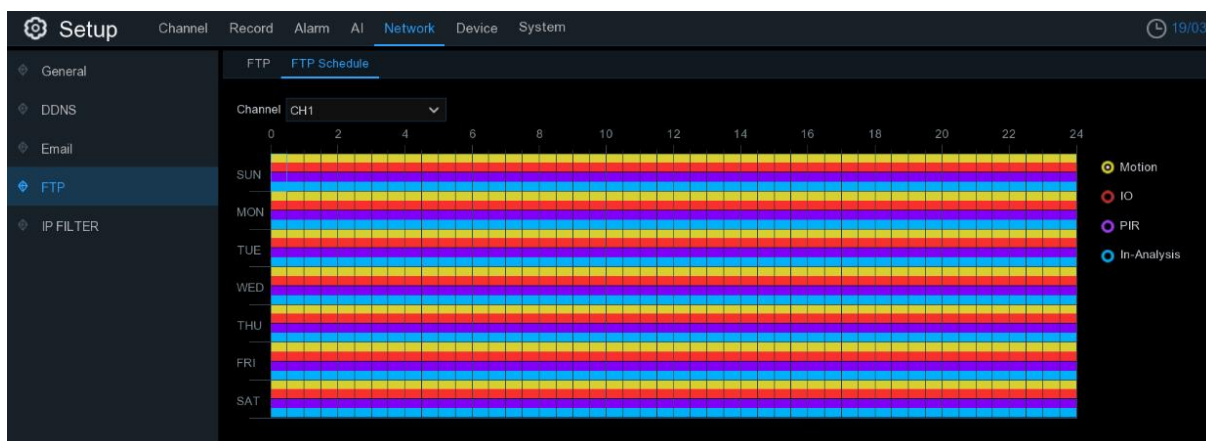 Setup Channel Record Alarm AI Network Device System 19/03
General
DDNS
Email
FTP
IP FILTER
FTP FTP Schedule
Channel CH1
0 2 4 6 8 10 12 14 16 18 20 22 24
SUN
MON
TUE
WED
THU
FRI
SAT
Motion
IO
PIR
In-Analysis